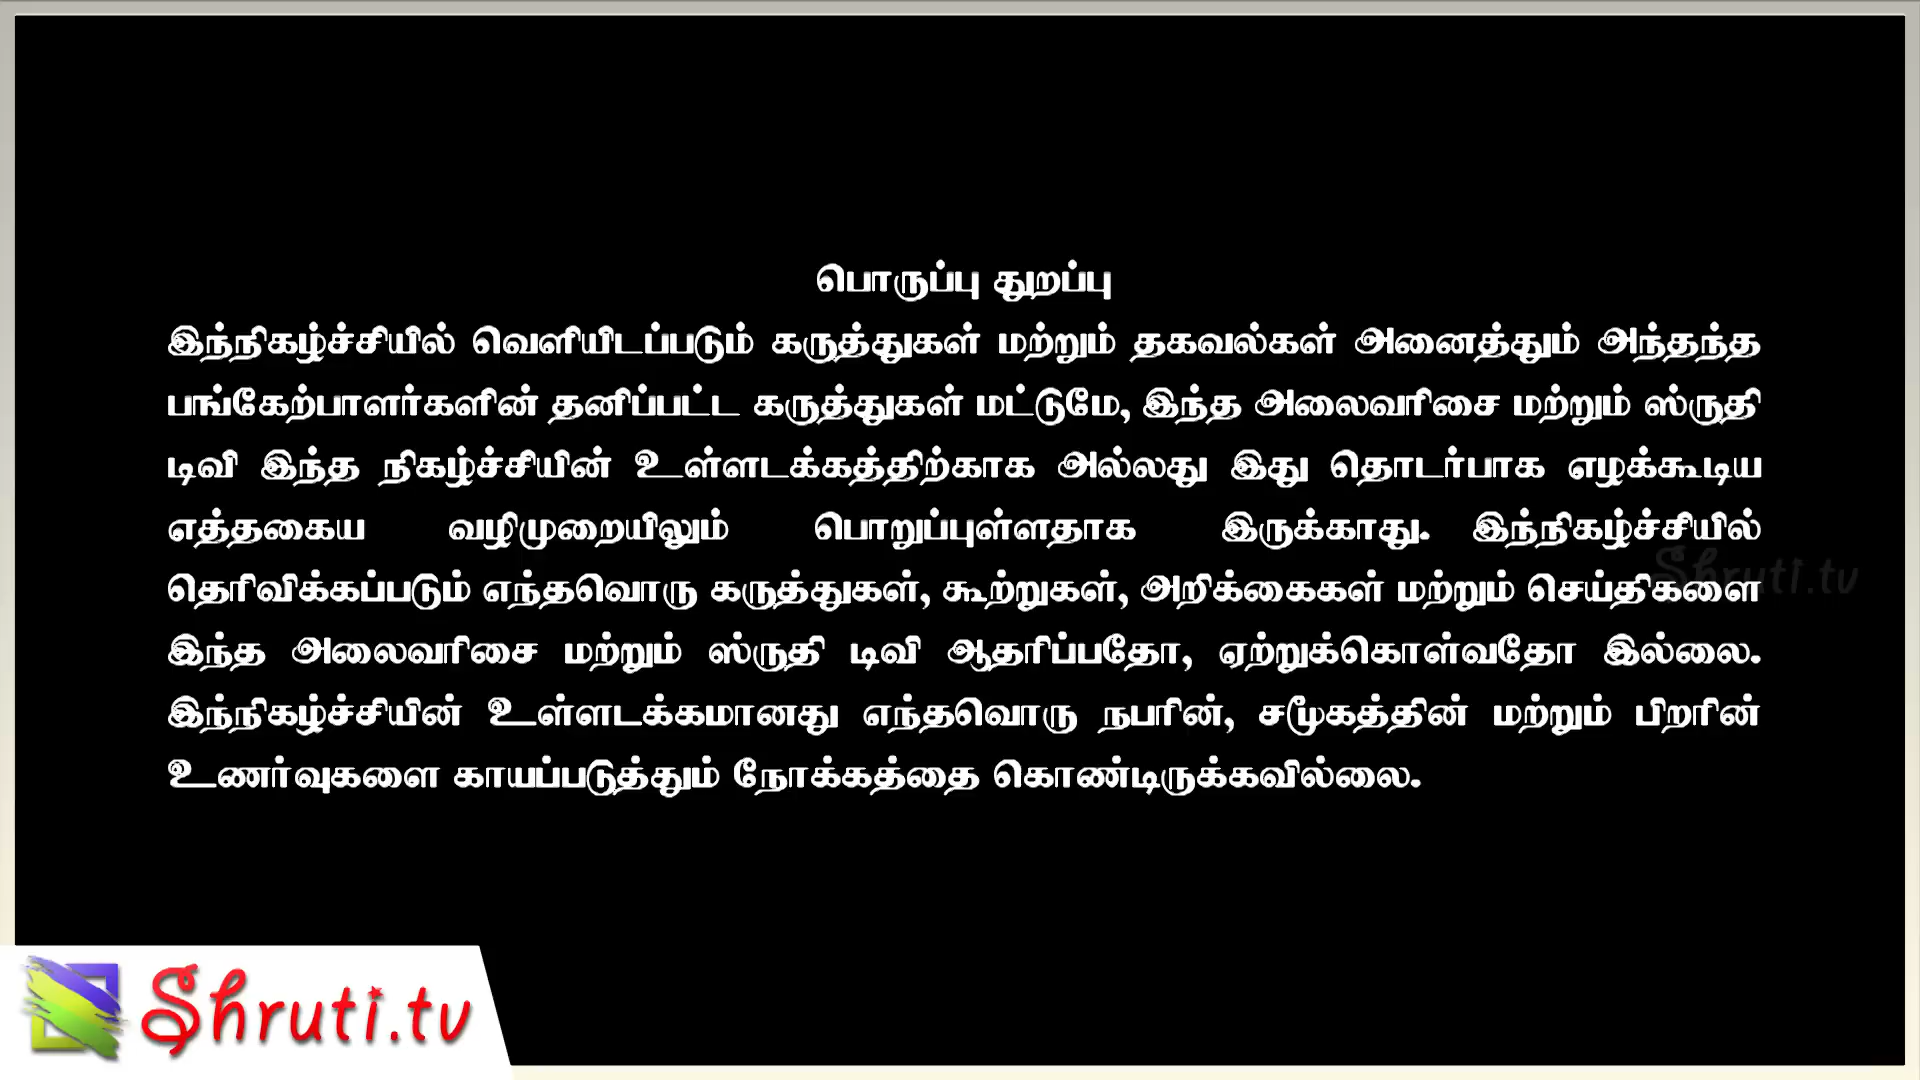 பொருப்பு துறப்பு
இந்நிகழ்ச்சியில் வெளியிடப்படும் கருத்துகள் மற்றும் தகவல்கள் அனைத்தும் அந்தந்த
பங்கேற்பாளர்களின் தனிப்பட்ட கருத்துகள் மட்டுமே, இந்த அலைவரிசை மற்றும் ஸ்ருதி
டிவி இந்த நிகழ்ச்சியின் உள்ளடக்கத்திற்காக அல்லது இது தொடர்பாக எழக்கூடிய
எத்தகைய வழிமுறையிலும் பொறுப்புள்ளதாக இருக்காது. இந்நிகழ்ச்சியில்
தெரிவிக்கப்படும் எந்தவொரு கருத்துகள், கூற்றுகள், அறிக்கைகள் மற்றும் செய்திகளை
இந்த அலைவரிசை மற்றும் ஸ்ருதி டிவி ஆதரிப்பதோ, ஏற்றுக்கொள்வதோ இல்லை.
இந்நிகழ்ச்சியின் உள்ளடக்கமானது எந்தவொரு நபரின், சமூகத்தின் மற்றும் பிறரின்
உணர்வுகளை காயப்படுத்தும் நோக்கத்தை கொண்டிருக்கவில்லை.
Shruti.tv
Shruti.tv